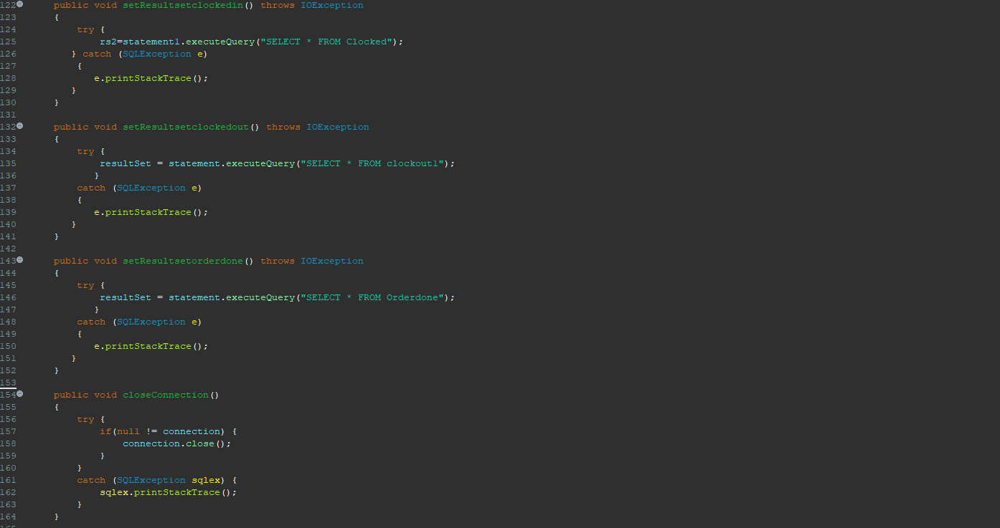 122 public void setResultsetclockedin() throws IOException
123 {
124 try {
125 rs2=statement1.executeQuery("SELECT * FROM Clocked");
126 } catch (SQLException e)
127 {
128 e.printStackTrace();
129 }
130 }
131
132 public void setResultsetclockedout() throws IOException
133 {
134 try {
135 resultSet = statement.executeQuery("SELECT * FROM clockout1");
136 }
137 catch (SQLException e)
138 {
139 e.printStackTrace();
140 }
141 }
142
143 public void setResultsetorderdone() throws IOException
144 {
145 try {
146 resultSet = statement.executeQuery("SELECT * FROM Orderdone");
147 }
148 catch (SQLException e)
149 {
150 e.printStackTrace();
151 }
152 }
153
154 public void closeConnection()
155 {
156 try {
157 if(null != connection) {
158 connection.close();
159 }
160 }
161 catch (SQLException sqlex) {
162 sqlex.printStackTrace();
163 }
164 }